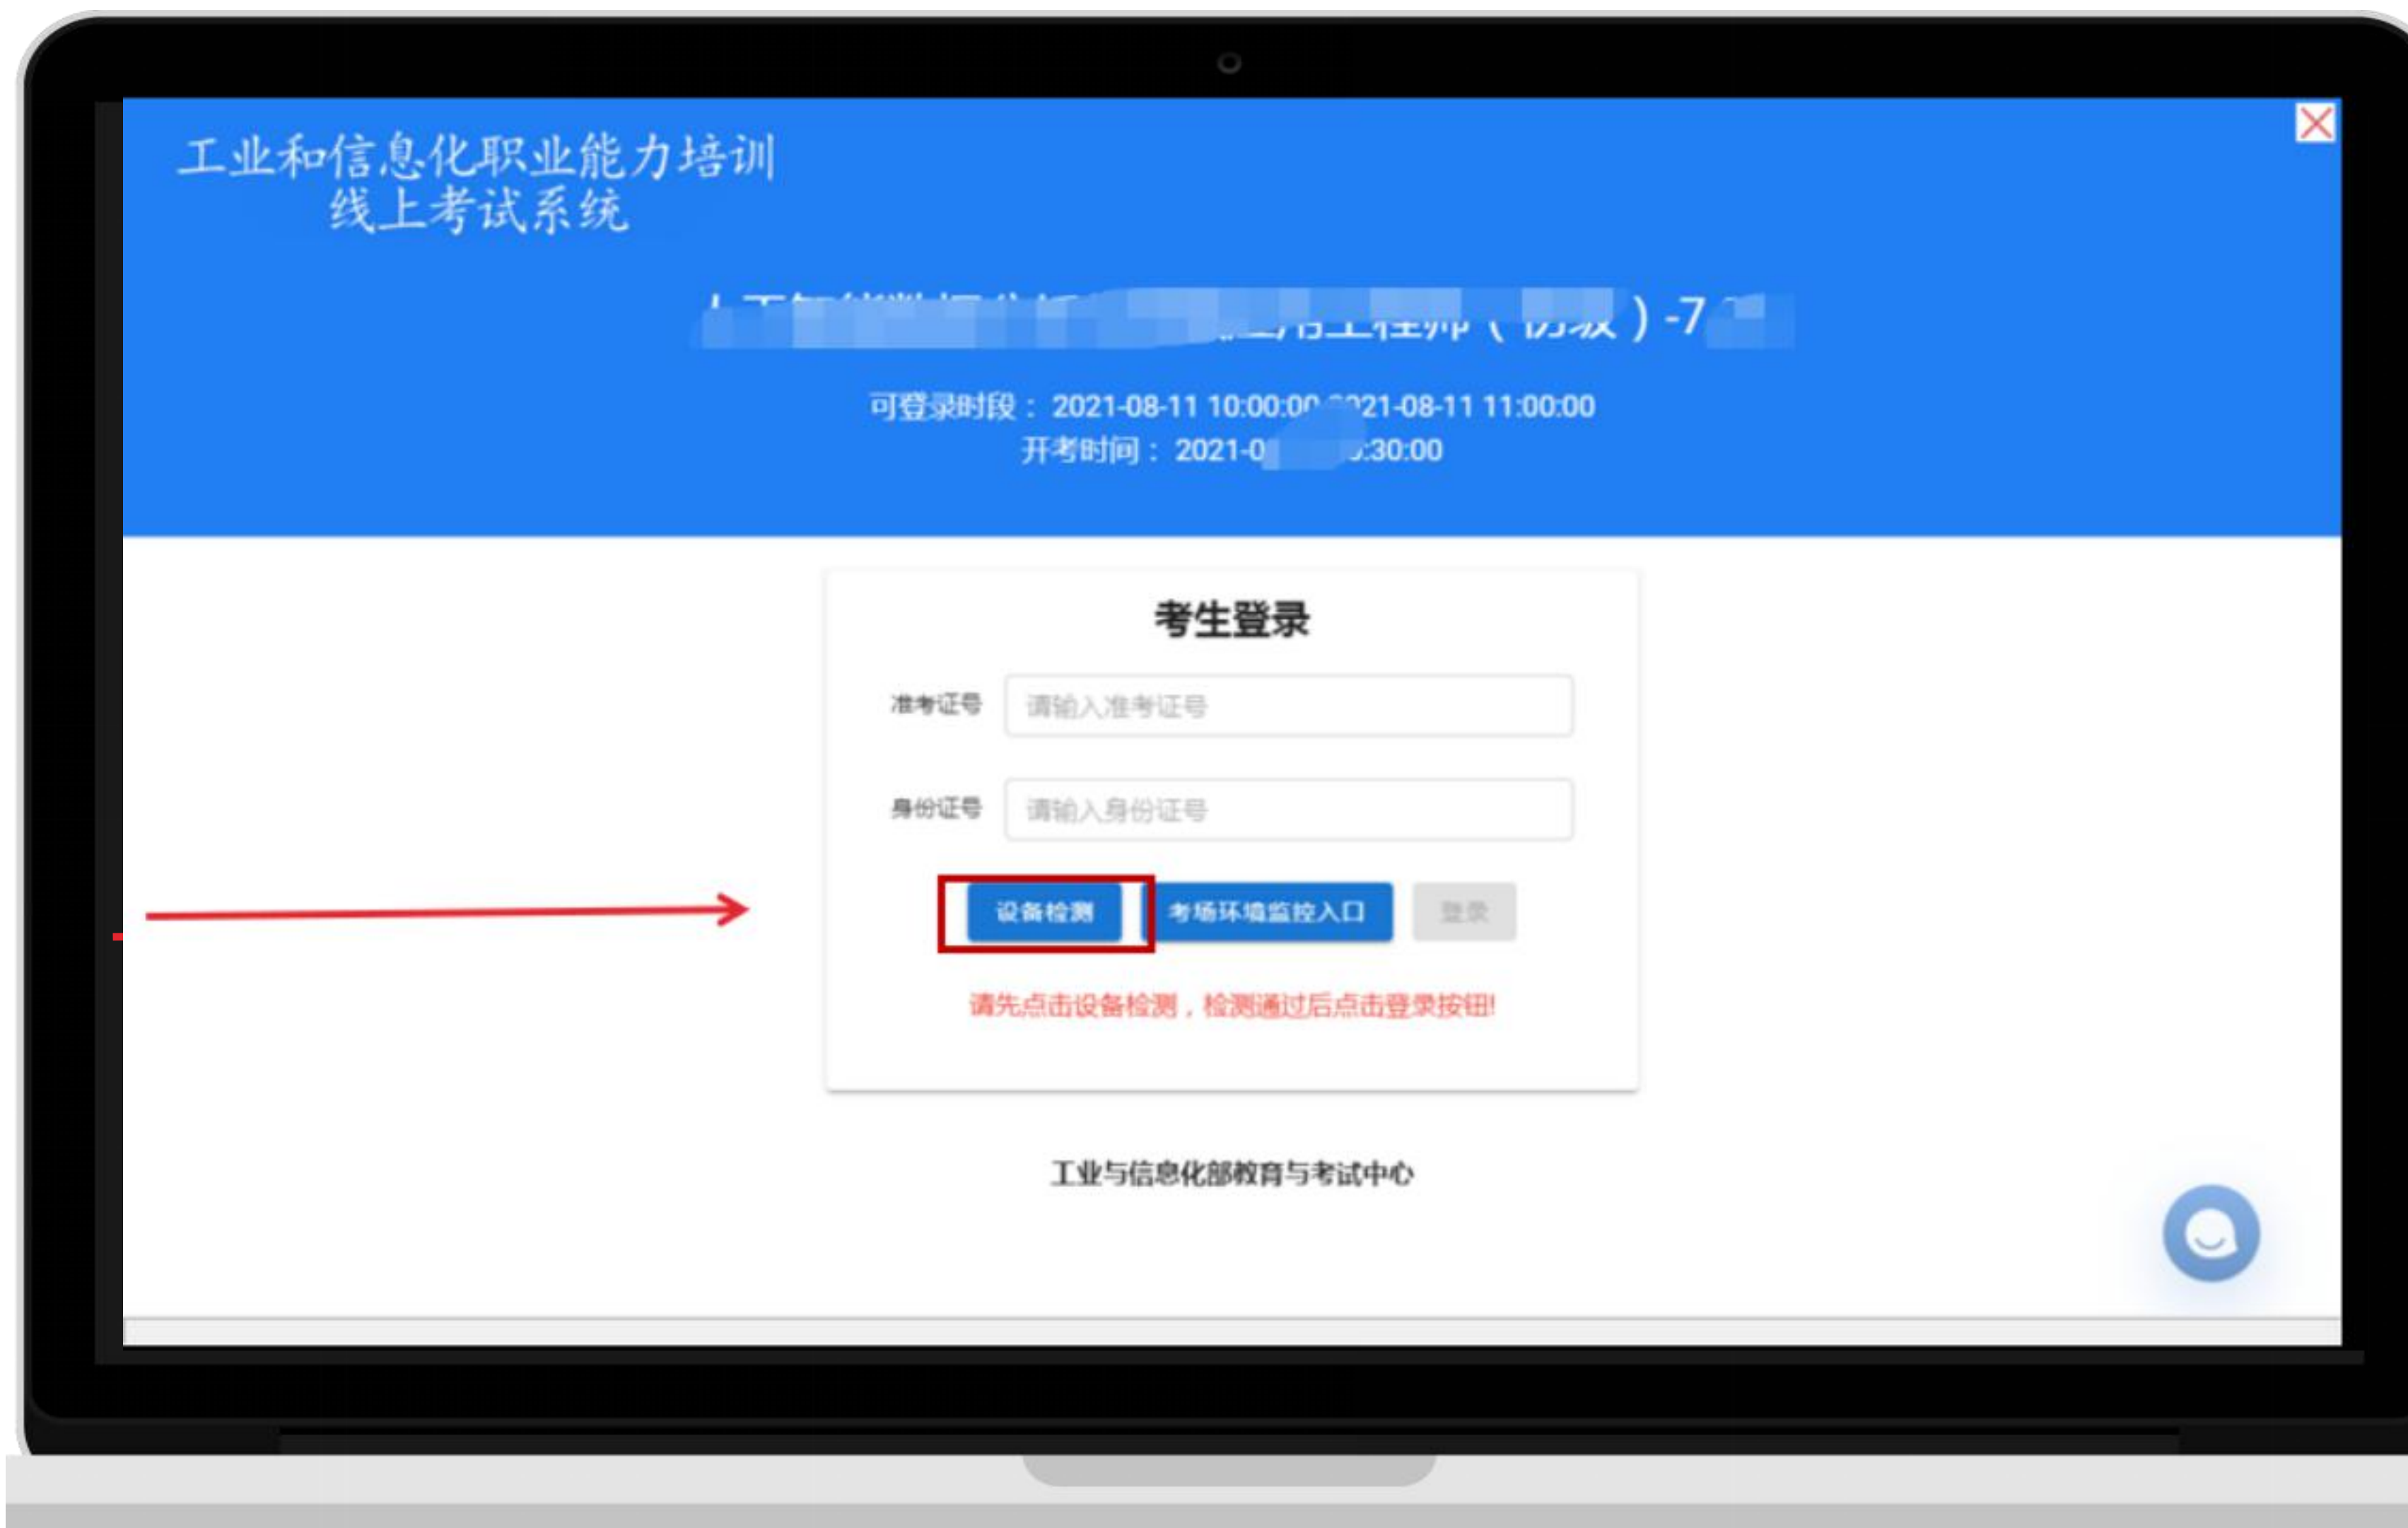 工业和信息化职业能力培训
线上考试系统
工程师（初级）-7
可登录时段： 2021-08-11 10:00:00 21-08-11 11:00:00
开考时间： 2021-0 :30:00
考生登录
准考证号 请输入准考证号
身份证号 请输入身份证号
设备检测 考场环境监控入口 登录
请先点击设备检测，检测通过后点击登录按钮!
工业与信息化部教育与考试中心